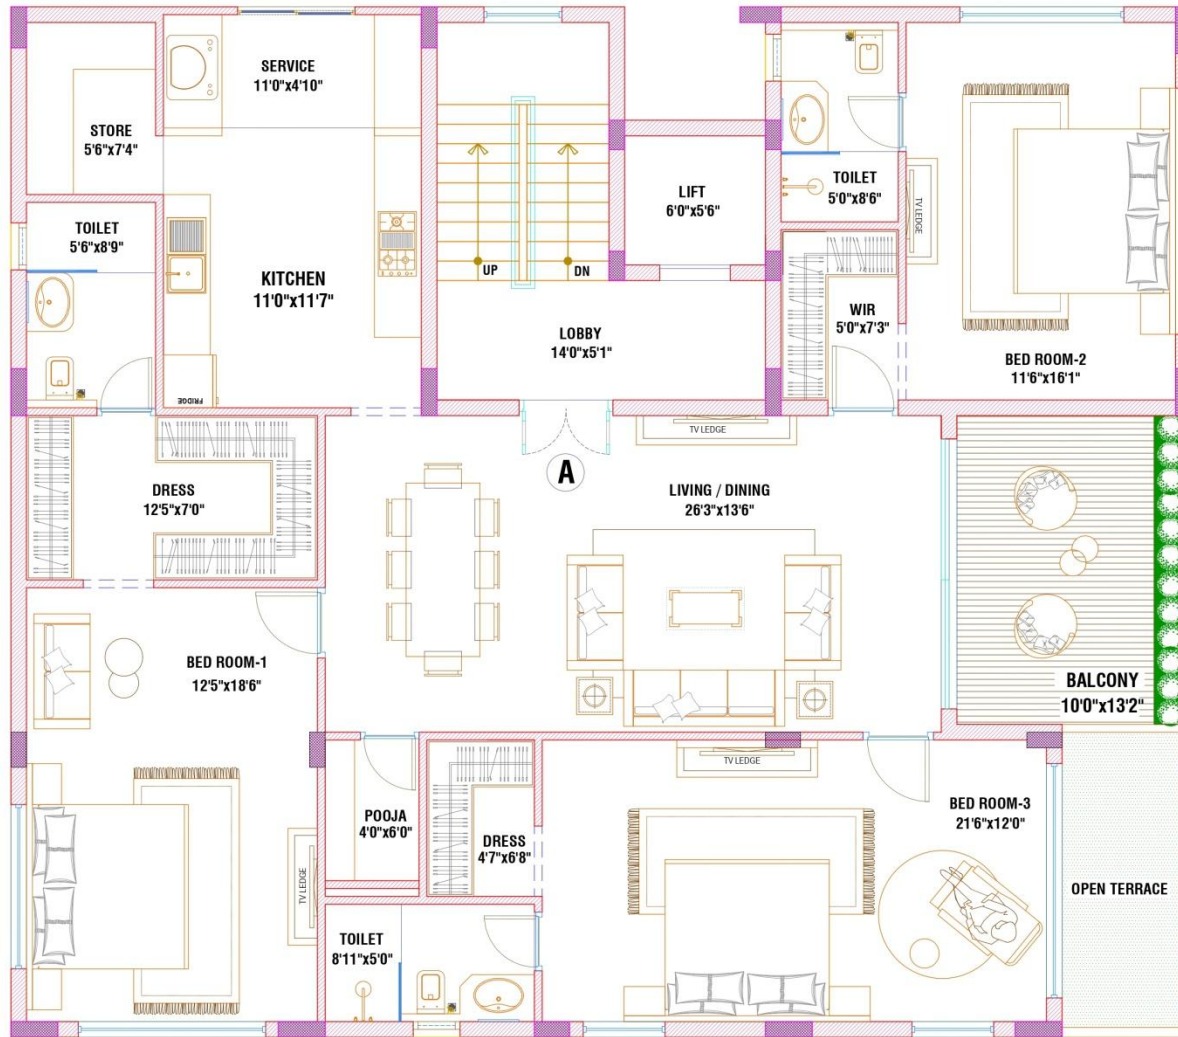 SERVICE
11'0"x4'10"
STORE
5'6"x7'4"
TOILET
5'6"x8'9"
KITCHEN
11'0"x11'7"
FRIDGE
UP
DN
LIFT
6'0"x5'6"
LOBBY
14'0"x5'1"
TOILET
5'0"x8'6"
TV LEDGE
WIR
5'0"x7'3"
BED ROOM-2
11'6"x16'1"
DRESS
12'5"x7'0"
TV LEDGE
A
LIVING / DINING
26'3"x13'6"
BED ROOM-1
12'5"x18'6"
BALCONY
10'0"x13'2"
TV LEDGE
POOJA
4'0"x6'0"
DRESS
4'7"x6'8"
TV LEDGE
BED ROOM-3
21'6"x12'0"
OPEN TERRACE
TOILET
8'11"x5'0"